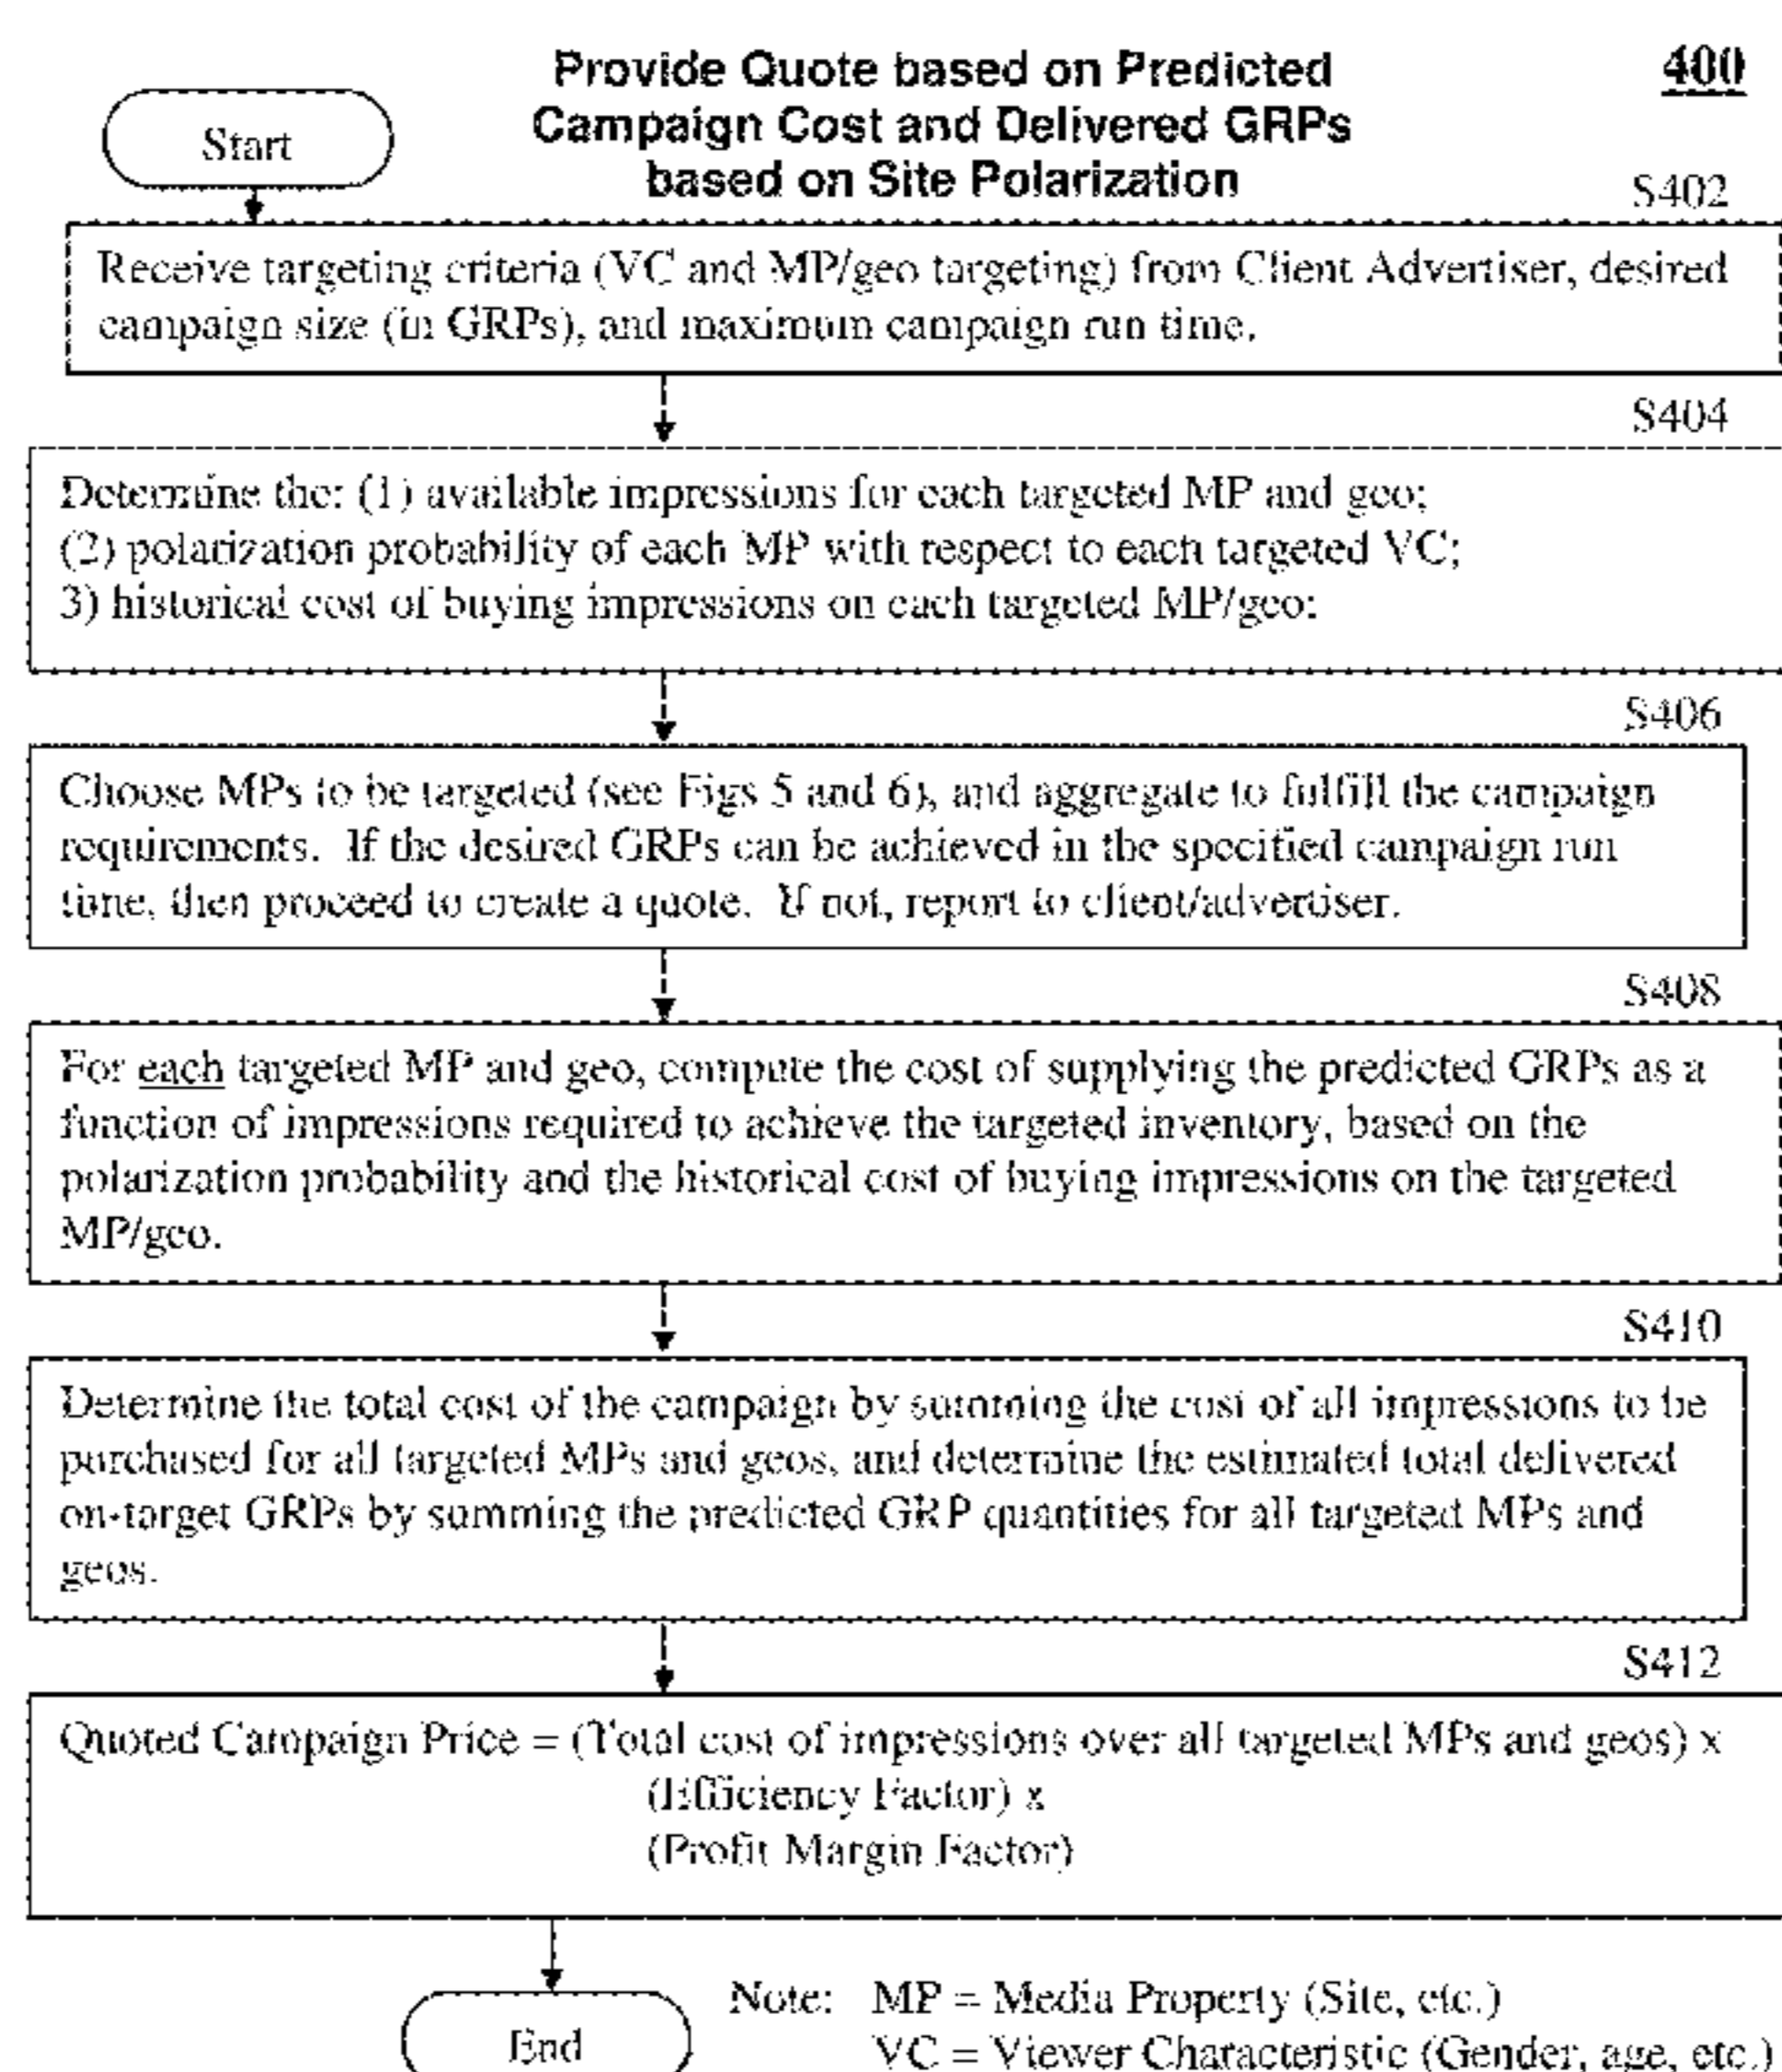 Provide Quote based on Predicted
Campaign Cost and Delivered GRPs
based on Site Polarization
400
Start
S402
Receive targeting criteria (VC and MP/geo targeting) from Client Advertiser, desired
campaign size (in GRPs), and maximum campaign run time.
S404
Determine the: (1) available impressions for each targeted MP and geo;
(2) polarization probability of each MP with respect to each targeted VC;
3) historical cost of buying impressions on each targeted MP/geo:
S406
Choose MPs to be targeted (see Figs 5 and 6), and aggregate to fulfill the campaign
requirements. If the desired GRPs can be achieved in the specified campaign run
time, then proceed to create a quote. If not, report to client/advertiser.
S408
For each targeted MP and geo, compute the cost of supplying the predicted GRPs as a
function of impressions required to achieve the targeted inventory, based on the
polarization probability and the historical cost of buying impressions on the targeted
MP/geo.
S410
Determine the total cost of the campaign by summing the cost of all impressions to be
purchased for all targeted MPs and geos, and determine the estimated total delivered
on-target GRPs by summing the predicted GRP quantities for all targeted MPs and
geos.
S412
Quoted Campaign Price = (Total cost of impressions over all targeted MPs and geos) x
(Efficiency Factor) x
(Profit Margin Factor)
End
Note: MP = Media Property (Site, etc.)
VC = Viewer Characteristic (Gender, age, etc.)